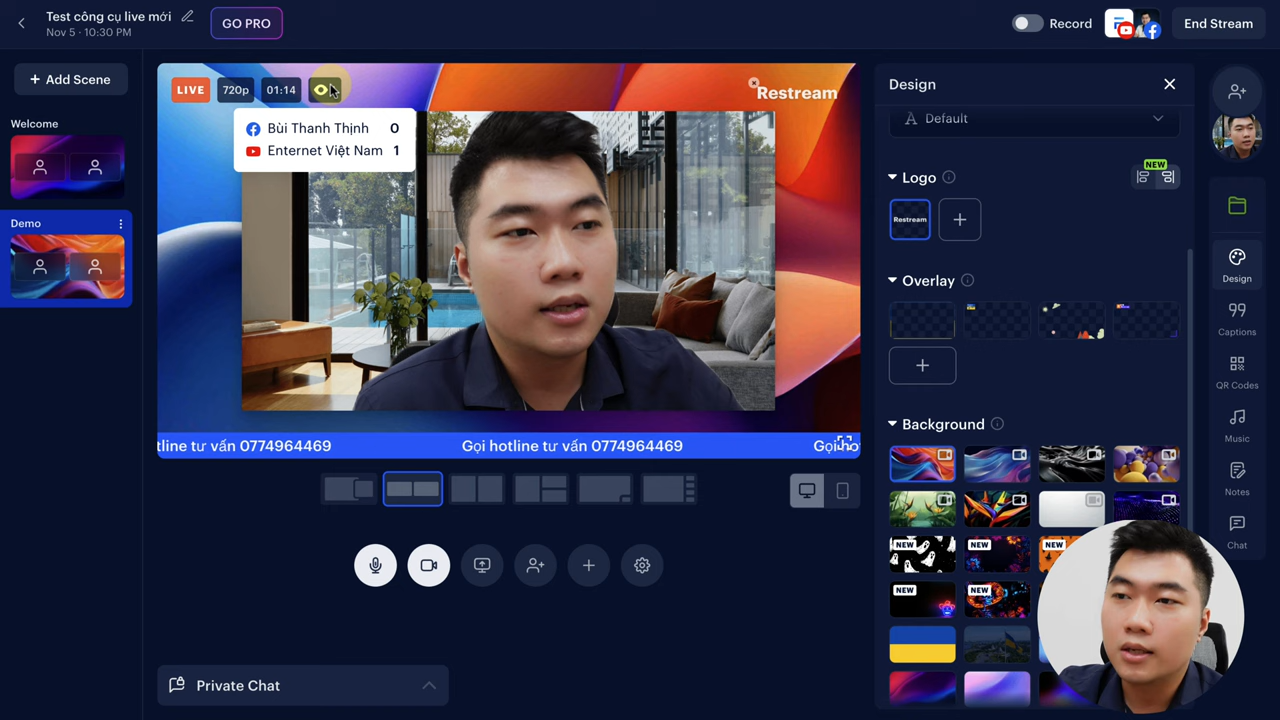 Test công cụ live mới
Nov 5 · 10:30 PM
GO PRO
Record
End Stream
+ Add Scene
Welcome
Demo
LIVE
720p
01:14
Bùi Thanh Thịnh 0
Enternet Việt Nam 1
Restream
tline tư vấn 0774964469
Gọi hotline tư vấn 0774964469
Gọi ho
Private Chat
Design
Default
Logo
NEW
Restream
Overlay
Background
NEW
NEW
NEW
NEW
NEW
Design
Captions
QR Codes
Music
Notes
Chat